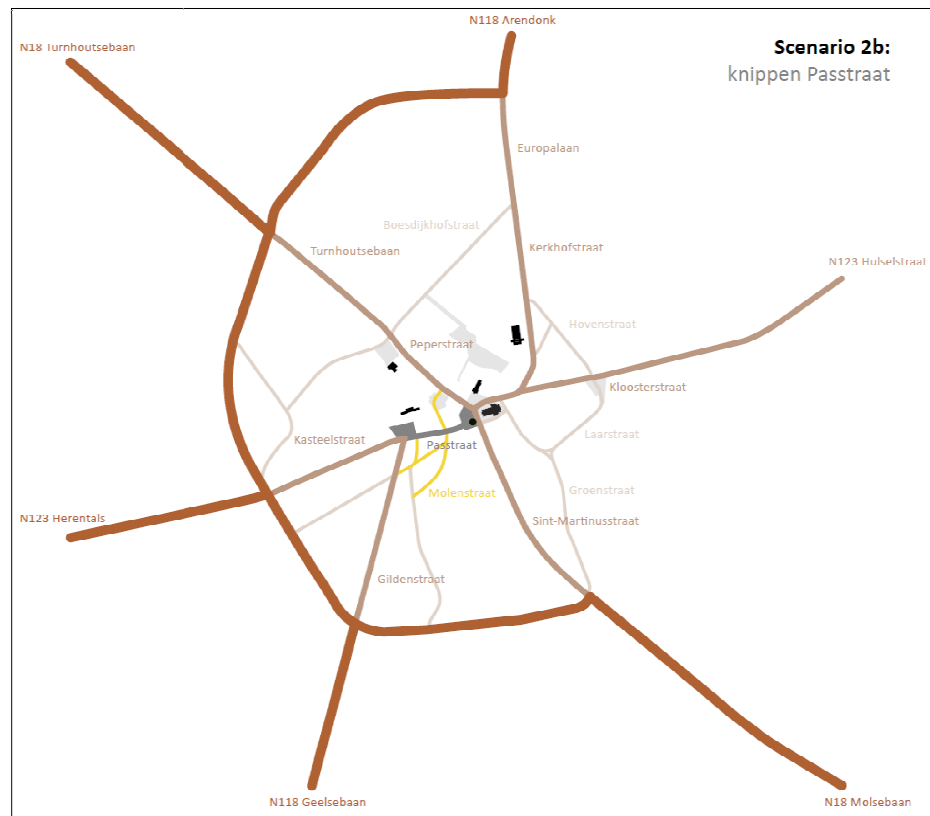 N118 Arendonk
N18 Turnhoutsebaan
Scenario 2b:
knippen Passtraat
Europalaan
Boesdijkhofstraat
Turnhoutsebaan
Kerkhofstraat
N123 Hulselstraat
Hovenstraat
Peperstraat
Kloosterstraat
Kasteelstraat
Passtraat
Laarstraat
Molenstraat
Groenstraat
N123 Herentals
Sint-Martinusstraat
Gildenstraat
N118 Geelsebaan
N18 Molsebaan